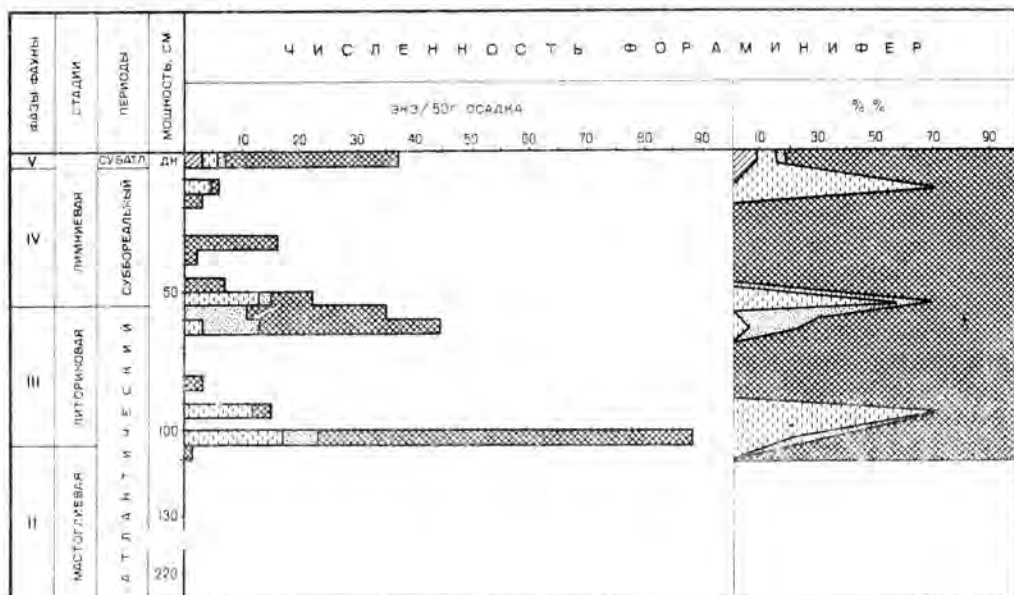 ФАЗЫ ФАУНЫ
СТАДИИ
ПЕРИОДЫ
МОЩНОСТЬ, СМ
ЧИСЛЕННОСТЬ ФОРАМИНИФЕР
ЭКЗ/50Г ОСАДКА
% %
10 20 30 40 50 60 70 80 90
10 30 50 70 90
V
СУБАТЛ.
ДН
IV
ЛИМНИЕВАЯ
СУББОРЕАЛЬНЫЙ
50
III
ЛИТОРИНОВАЯ
АТЛАНТИЧЕСКИЙ
100
II
МАСТОГЛИЕВАЯ
130
220